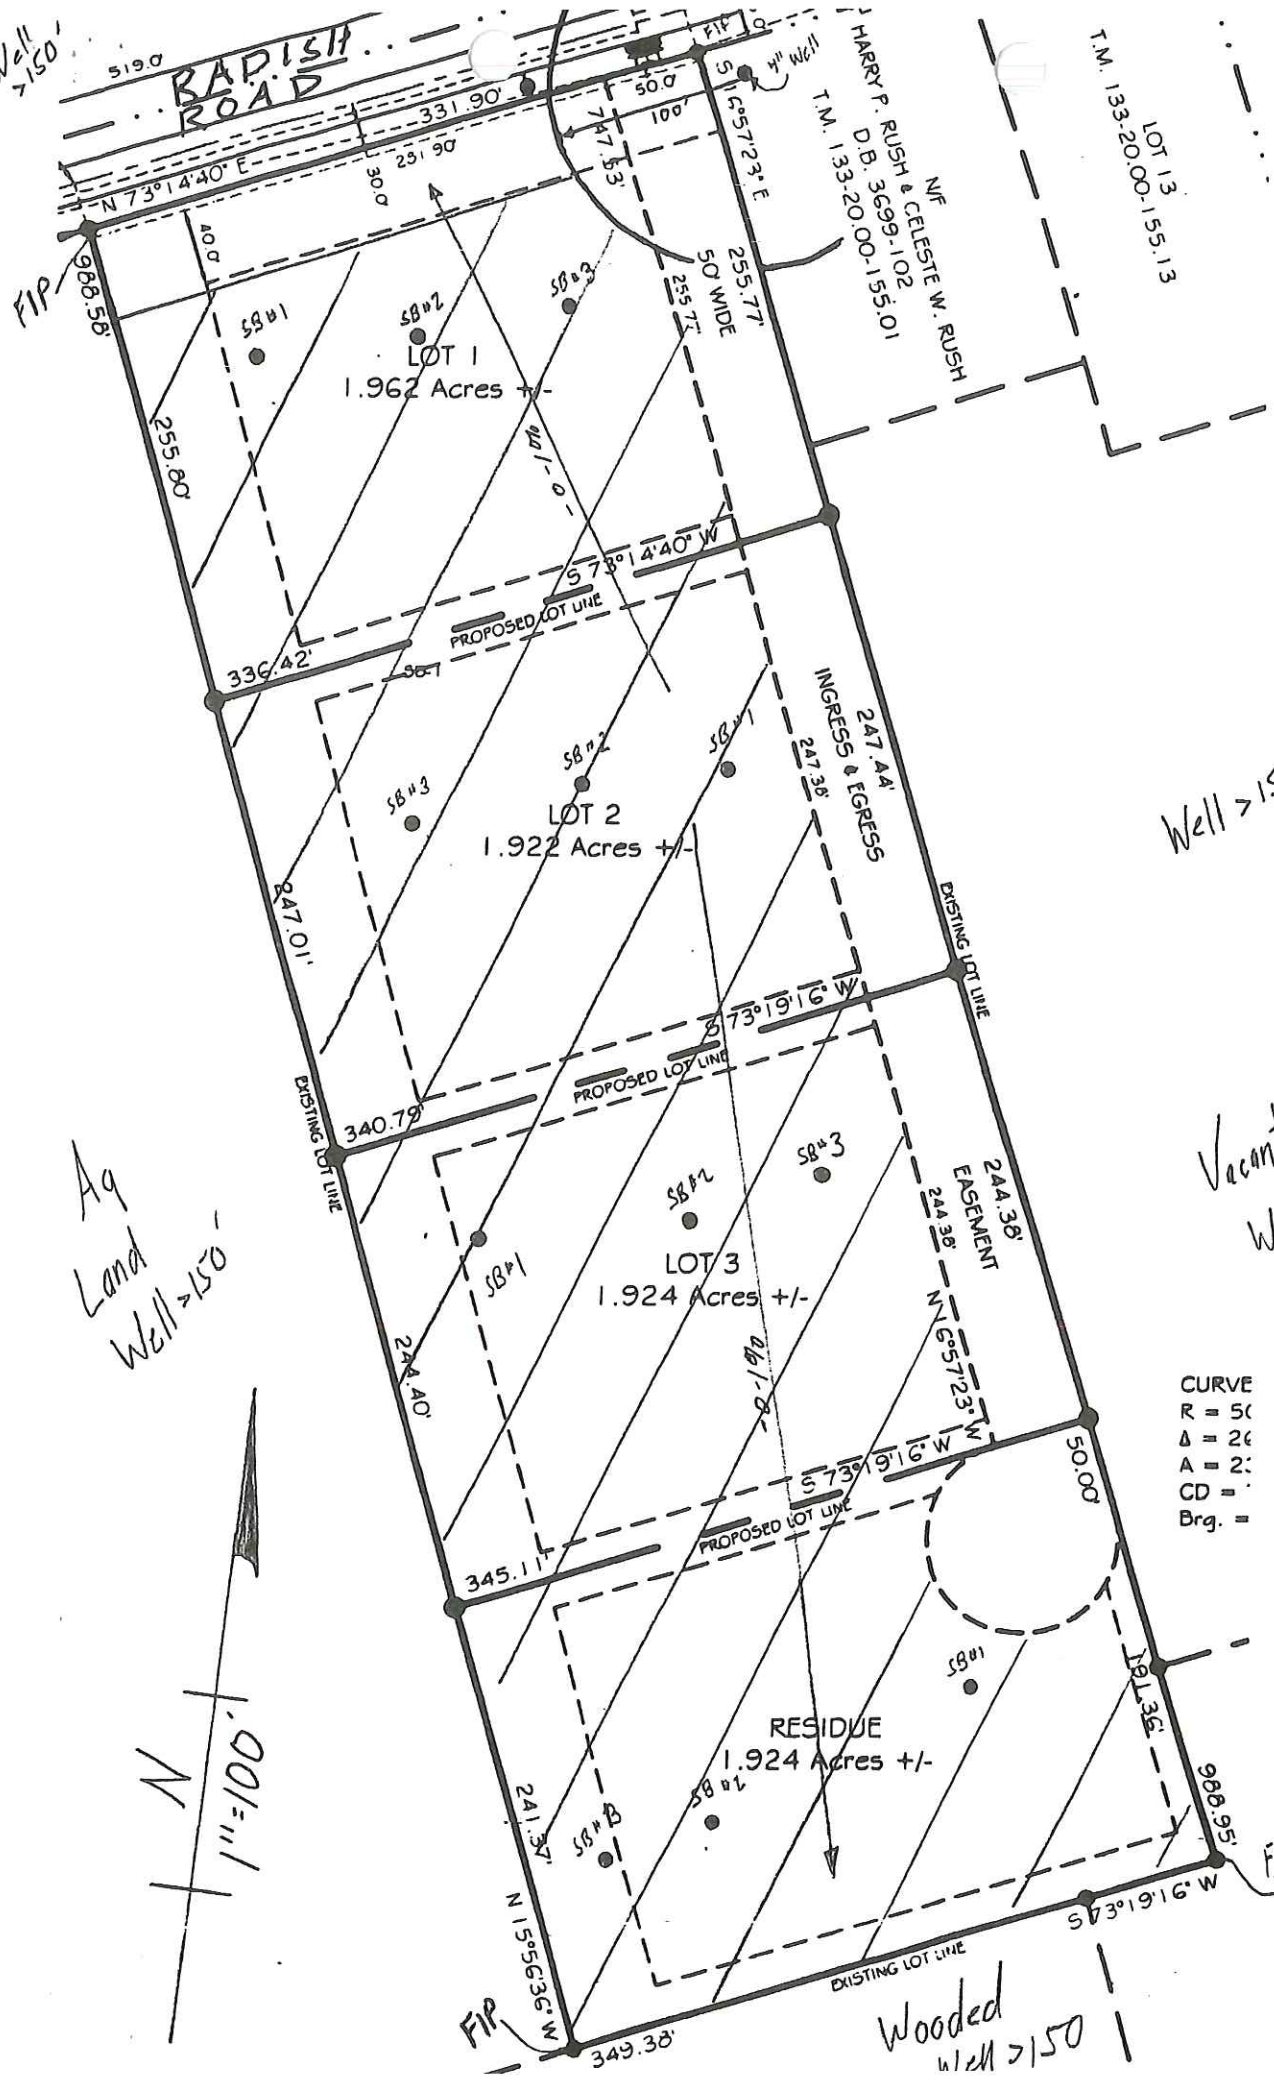 Well
>150'
519.0'
RADISH
ROAD
331.90'
N 73°14'40" E
231.90'
30.0'
40.0'
50.0'
100'
747.53'
FIP
4" Well
S 16°57'23" E
N/F
HARRY P. RUSH & CELESTE W. RUSH
D.B. 3699-102
T.M. 133-20.00-155.01
LOT 13
T.M. 133-20.00-155.13
FIP
988.58'
255.80'
SB#1
SB#2
SB#3
LOT 1
1.962 Acres +/-
255.77'
50' WIDE
255.77'
S 73°14'40" W
PROPOSED LOT LINE
336.42'
SB#3
SB#2
SB#1
LOT 2
1.922 Acres +/-
247.44'
INGRESS & EGRESS
247.38'
247.01'
EXISTING LOT LINE
Well > 15
S 73°19'16" W
PROPOSED LOT LINE
340.79'
EXISTING LOT LINE
SB#1
SB#2
SB#3
LOT 3
1.924 Acres +/-
244.38'
EASEMENT
244.38'
N 16°57'23" W
244.40'
Ag
Land
Well >150'
S 73°19'16" W
PROPOSED LOT LINE
345.11'
50.00'
CURVE
R = 50
Δ = 26
CD =
Brg. =
SB#1
RESIDUE
1.924 Acres +/-
SB#2
SB#3
191.36'
988.95'
241.37'
N 15°56'36" W
N
1"=100'
S 73°19'16" W
EXISTING LOT LINE
FIP
349.38'
Wooded
Well >150